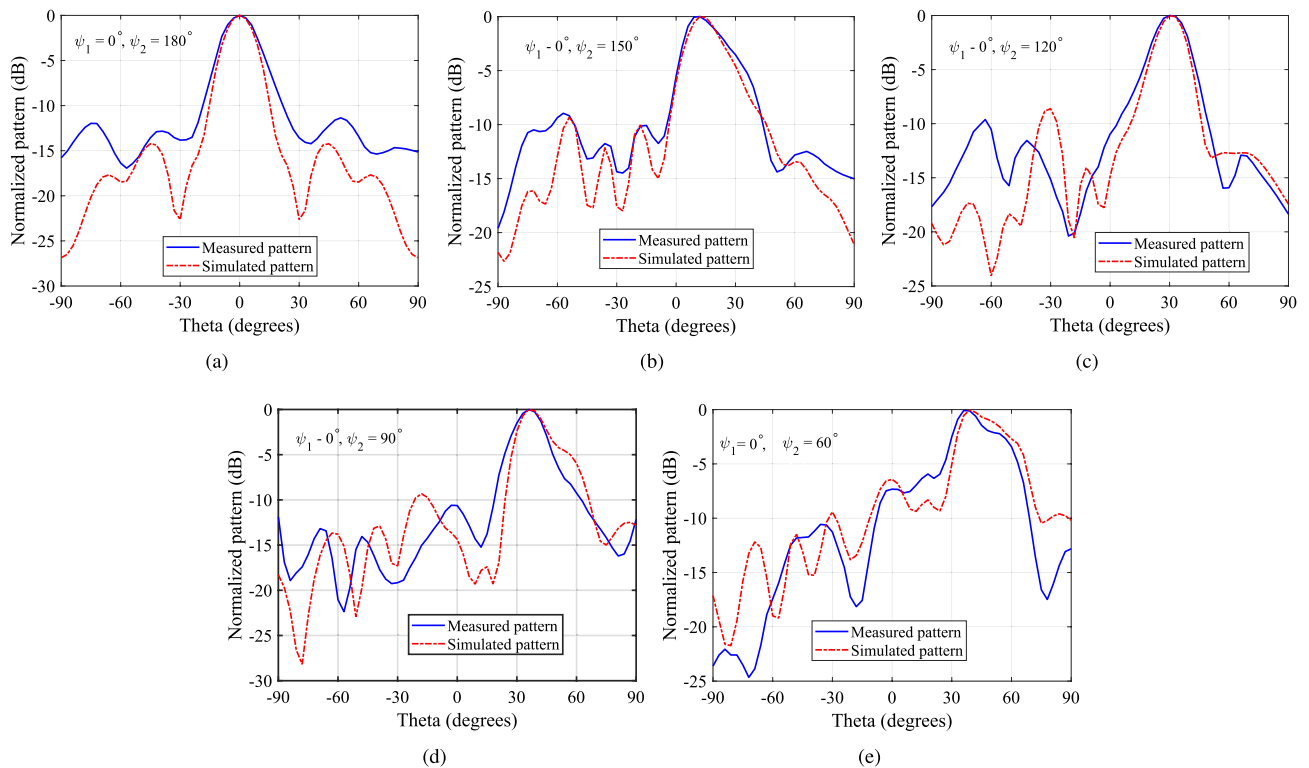 ψ1 = 0°, ψ2 = 180°
Normalized pattern (dB)
0
-5
-10
-15
-20
-25
-30
Measured pattern
Simulated pattern
-90 -60 -30 0 30 60 90
Theta (degrees)
(a)
ψ1 - 0°, ψ2 = 150°
Normalized pattern (dB)
0
-5
-10
-15
-20
-25
Measured pattern
Simulated pattern
-90 -60 -30 0 30 60 90
Theta (degrees)
(b)
ψ1 - 0°, ψ2 = 120°
Normalized pattern (dB)
0
-5
-10
-15
-20
-25
Measured pattern
Simulated pattern
-90 -60 -30 0 30 60 90
Theta (degrees)
(c)
ψ1 - 0°, ψ2 = 90°
Normalized pattern (dB)
0
-5
-10
-15
-20
-25
-30
Measured pattern
Simulated pattern
-90 -60 -30 0 30 60 90
Theta (degrees)
(d)
ψ1= 0°, ψ2 = 60°
Normalized pattern (dB)
0
-5
-10
-15
-20
-25
Measured pattern
Simulated pattern
-90 -60 -30 0 30 60 90
Theta (degrees)
(e)